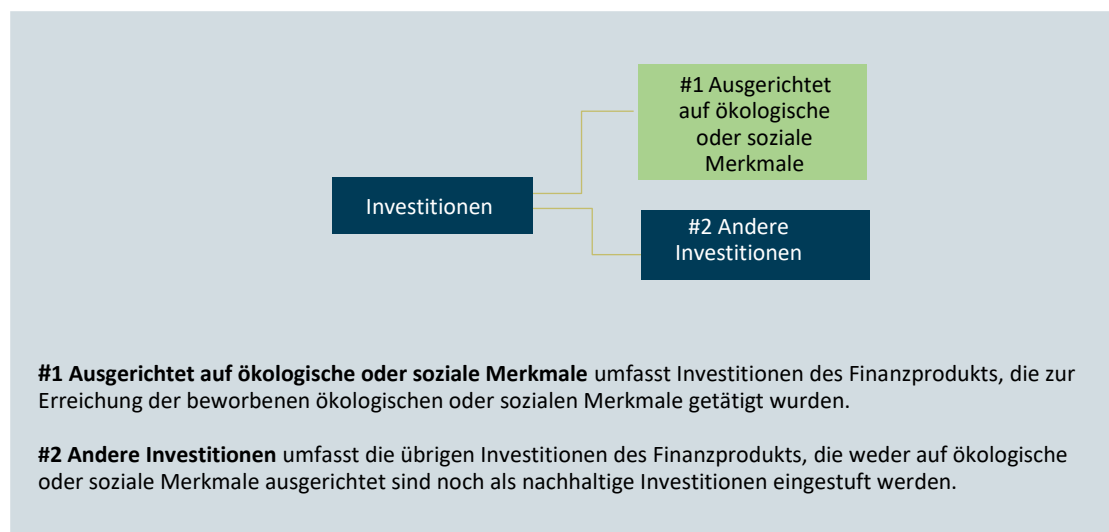 #1 Ausgerichtet
auf ökologische
oder soziale
Merkmale
Investitionen
#2 Andere
Investitionen
#1 Ausgerichtet auf ökologische oder soziale Merkmale umfasst Investitionen des Finanzprodukts, die zur
Erreichung der beworbenen ökologischen oder sozialen Merkmale getätigt wurden.
#2 Andere Investitionen umfasst die übrigen Investitionen des Finanzprodukts, die weder auf ökologische
oder soziale Merkmale ausgerichtet sind noch als nachhaltige Investitionen eingestuft werden.